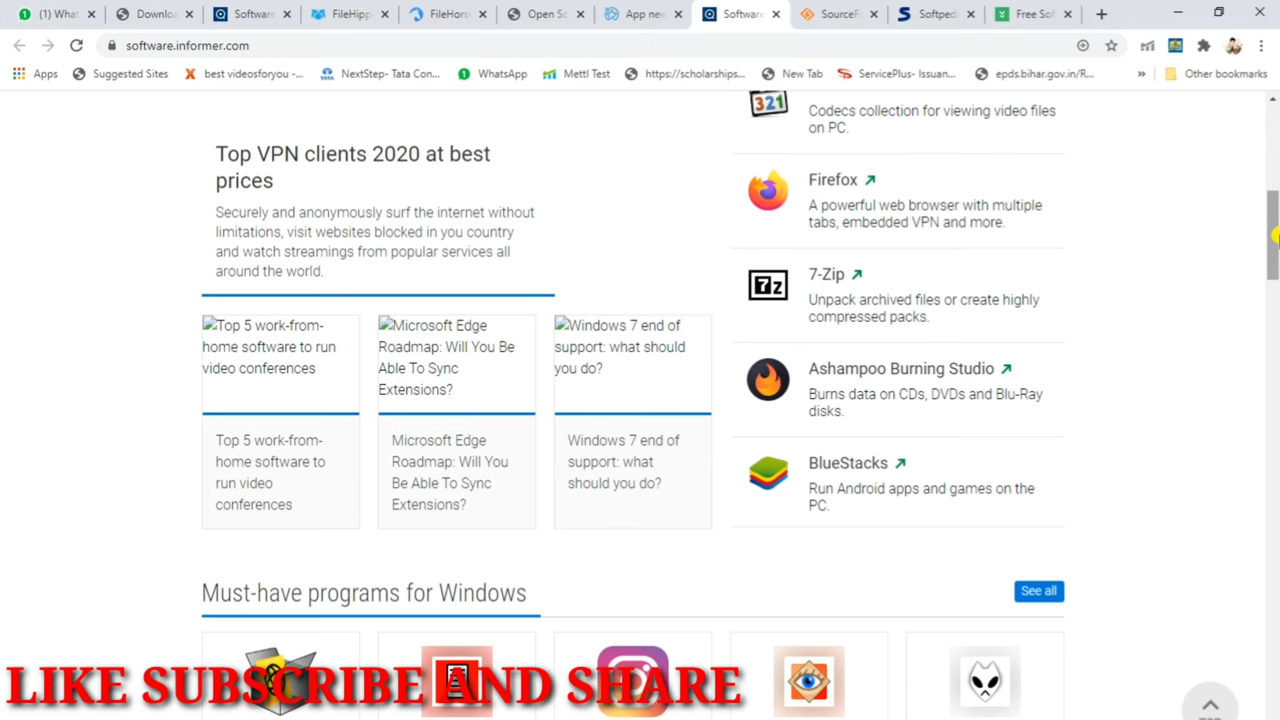 (1) What
Downloa
Software
FileHipp
FileHors
Open So
App new
Software
SourceFo
Softpedi
Free Sof
software.informer.com
Apps
Suggested Sites
best videosforyou -...
NextStep- Tata Con...
WhatsApp
Mettl Test
https://scholarships...
New Tab
ServicePlus- Issuan...
epds.bihar.gov.in/R...
»
Other bookmarks
Top VPN clients 2020 at best
prices
Securely and anonymously surf the internet without
limitations, visit websites blocked in you country
and watch streamings from popular services all
around the world.
Top 5 work-from-
home software to run
video conferences
Microsoft Edge
Roadmap: Will You Be
Able To Sync
Extensions?
Windows 7 end of
support: what should
you do?
Top 5 work-from-
home software to
run video
conferences
Microsoft Edge
Roadmap: Will You
Be Able To Sync
Extensions?
Windows 7 end of
support: what
should you do?
321
Codecs collection for viewing video files
on PC.
Firefox
A powerful web browser with multiple
tabs, embedded VPN and more.
7z
7-Zip
Unpack archived files or create highly
compressed packs.
Ashampoo Burning Studio
Burns data on CDs, DVDs and Blu-Ray
disks.
BlueStacks
Run Android apps and games on the
PC.
Must-have programs for Windows
See all
LIKE SUBSCRIBE AND SHARE